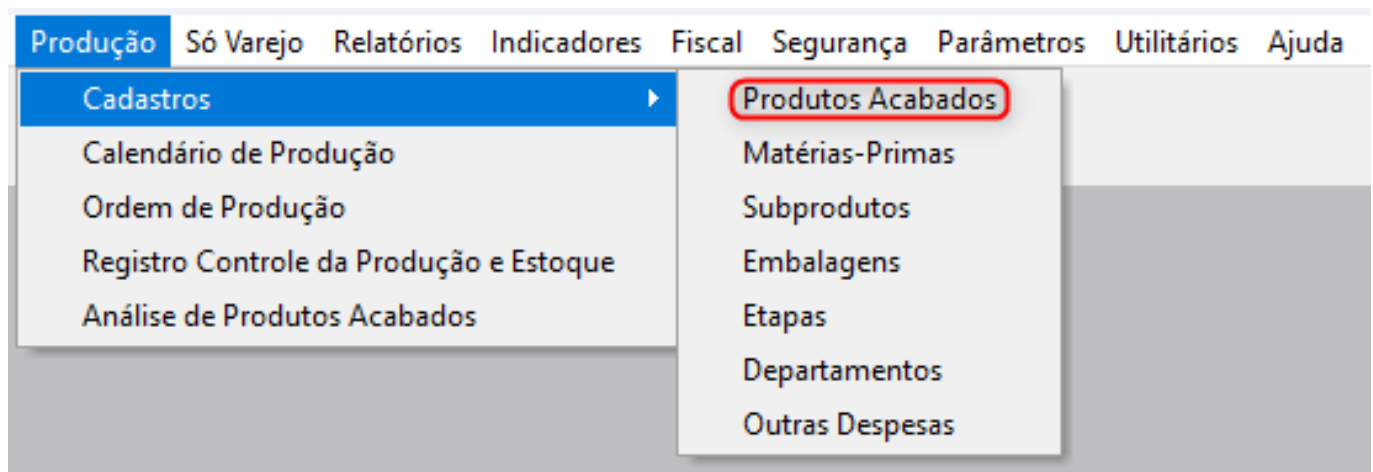 Produção Só Varejo Relatórios Indicadores Fiscal Segurança Parâmetros Utilitários Ajuda
Cadastros
Calendário de Produção
Ordem de Produção
Registro Controle da Produção e Estoque
Análise de Produtos Acabados
Produtos Acabados
Matérias-Primas
Subprodutos
Embalagens
Etapas
Departamentos
Outras Despesas